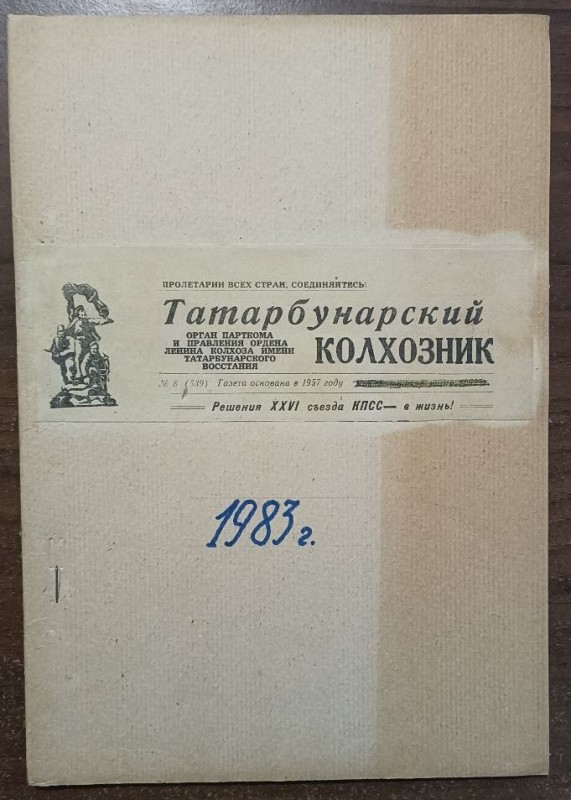 ПРОЛЕТАРИИ ВСЕХ СТРАН, СОЕДИНЯЙТЕСЬ!
Татарбунарский
КОЛХОЗНИК
ОРГАН ПАРТКОМА
И ПРАВЛЕНИЯ ОРДЕНА
ЛЕНИНА КОЛХОЗА ИМЕНИ
ТАТАРБУНАРСКОГО
ВОССТАНИЯ
№ 8 (539) Газета основана в 1957 году
Решения XXVI съезда КПСС — в жизнь!
1983 г.